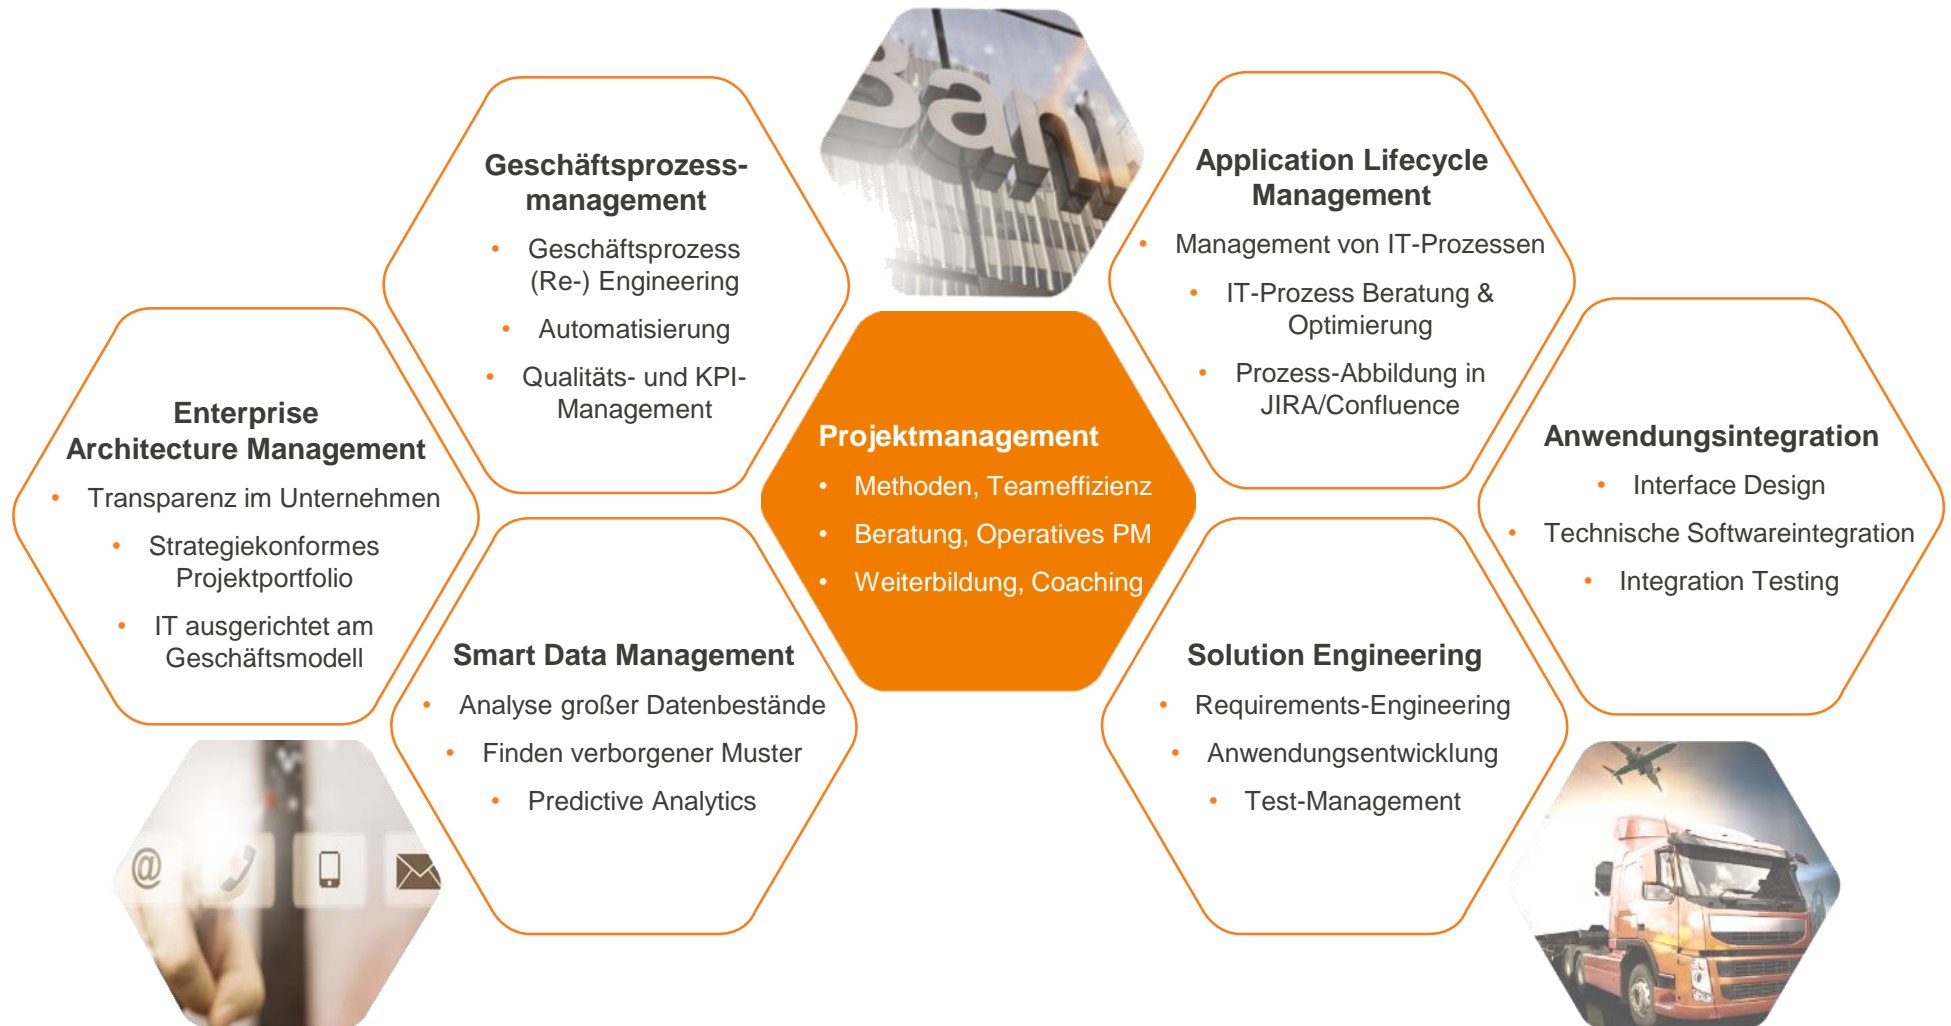 Bank
Geschäftsprozess-
management
• Geschäftsprozess
(Re-) Engineering
• Automatisierung
• Qualitäts- und KPI-
Management
Application Lifecycle
Management
• Management von IT-Prozessen
• IT-Prozess Beratung &
Optimierung
• Prozess-Abbildung in
JIRA/Confluence
Enterprise
Architecture Management
• Transparenz im Unternehmen
• Strategiekonformes
Projektportfolio
• IT ausgerichtet am
Geschäftsmodell
Projektmanagement
• Methoden, Teameffizienz
• Beratung, Operatives PM
• Weiterbildung, Coaching
Anwendungsintegration
• Interface Design
• Technische Softwareintegration
• Integration Testing
Smart Data Management
• Analyse großer Datenbestände
• Finden verborgener Muster
• Predictive Analytics
Solution Engineering
• Requirements-Engineering
• Anwendungsentwicklung
• Test-Management
@